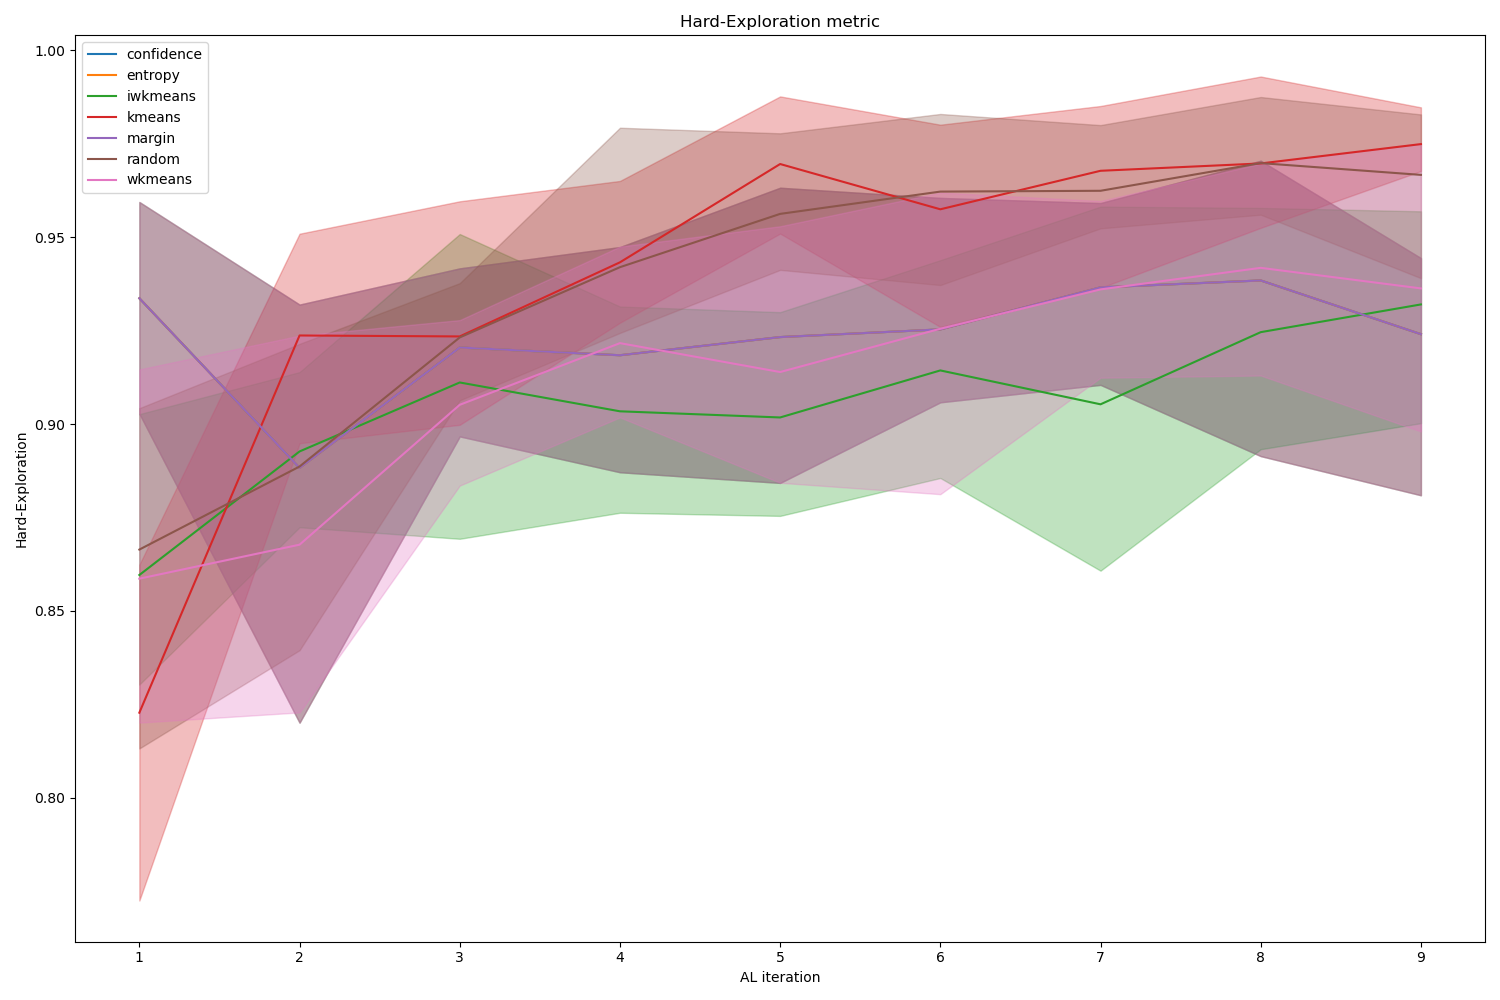 Hard-Exploration metric
1.00
0.95
0.90
0.85
0.80
Hard-Exploration
confidence
entropy
iwkmeans
kmeans
margin
random
wkmeans
1 2 3 4 5 6 7 8 9
AL iteration